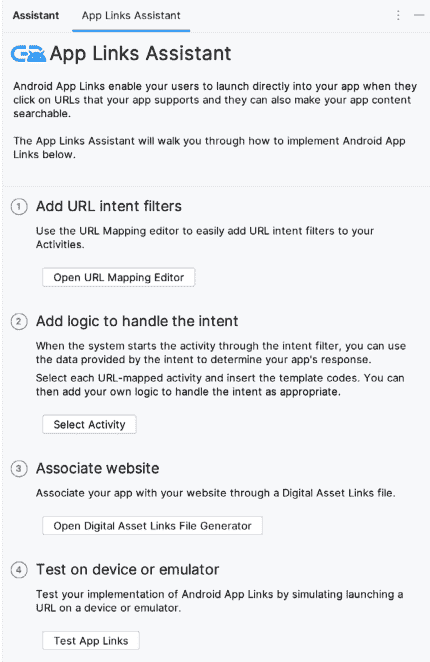 Assistant
App Links Assistant
App Links Assistant
Android App Links enable your users to launch directly into your app when they
click on URLs that your app supports and they can also make your app content
searchable.
The App Links Assistant will walk you through how to implement Android App
Links below.
1 Add URL intent filters
Use the URL Mapping editor to easily add URL intent filters to your
Activities.
Open URL Mapping Editor
2 Add logic to handle the intent
When the system starts the activity through the intent filter, you can use
the data provided by the intent to determine your app's response.
Select each URL-mapped activity and insert the template codes. You can
then add your own logic to handle the intent as appropriate.
Select Activity
3 Associate website
Associate your app with your website through a Digital Asset Links file.
Open Digital Asset Links File Generator
4 Test on device or emulator
Test your implementation of Android App Links by simulating launching a
URL on a device or emulator.
Test App Links